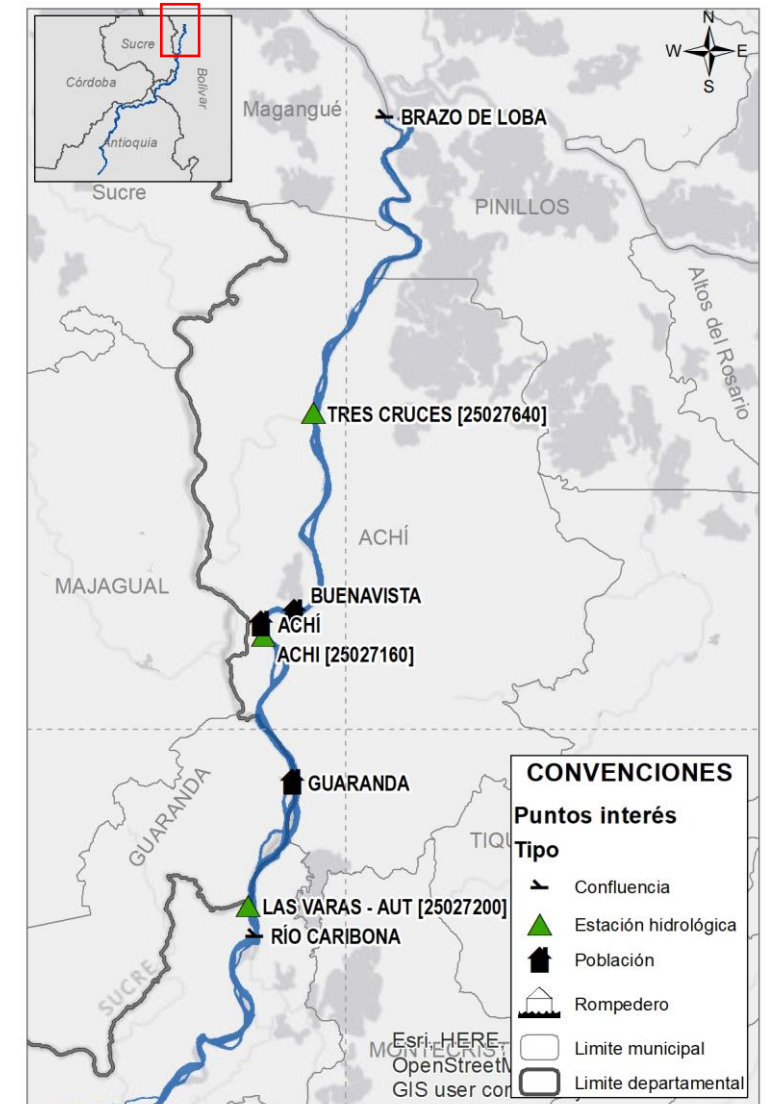 Sucre
Córdoba
Bolívar
Antioquia
N
W
E
S
Magangué
BRAZO DE LOBA
Sucre
PINILLOS
Altos del Rosario
TRES CRUCES [25027640]
ACHÍ
MAJAGUAL
BUENAVISTA
ACHÍ
ACHI [25027160]
GUARANDA
GUARANDA
LAS VARAS - AUT [25027200]
RÍO CARIBONA
SUCRE
Esri, HERE,
OpenStreetM
GIS user cor
CONVENCIONES
Puntos interés
Tipo
Confluencia
Estación hidrológica
Población
Rompedero
Limite municipal
Limite departamental